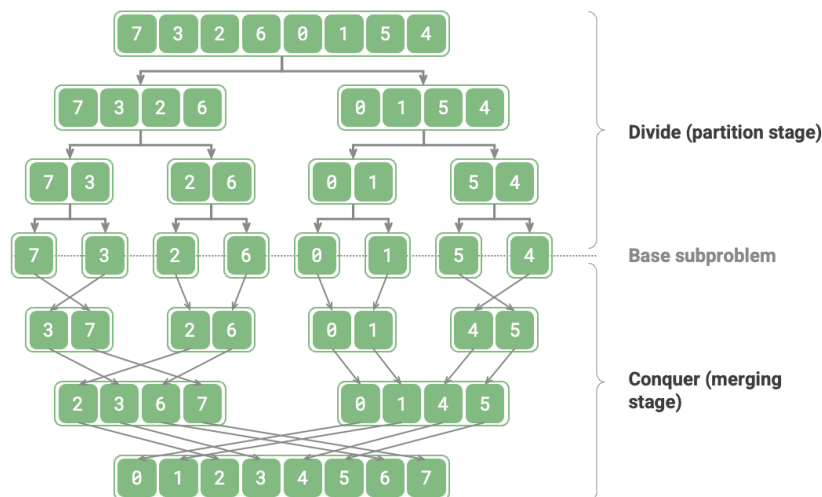 7 3 2 6 0 1 5 4
7 3 2 6 0 1 5 4
Divide (partition stage)
7 3 2 6 0 1 5 4
7 3 2 6 0 1 5 4
Base subproblem
3 7 2 6 0 1 4 5
2 3 6 7 0 1 4 5
Conquer (merging
stage)
0 1 2 3 4 5 6 7